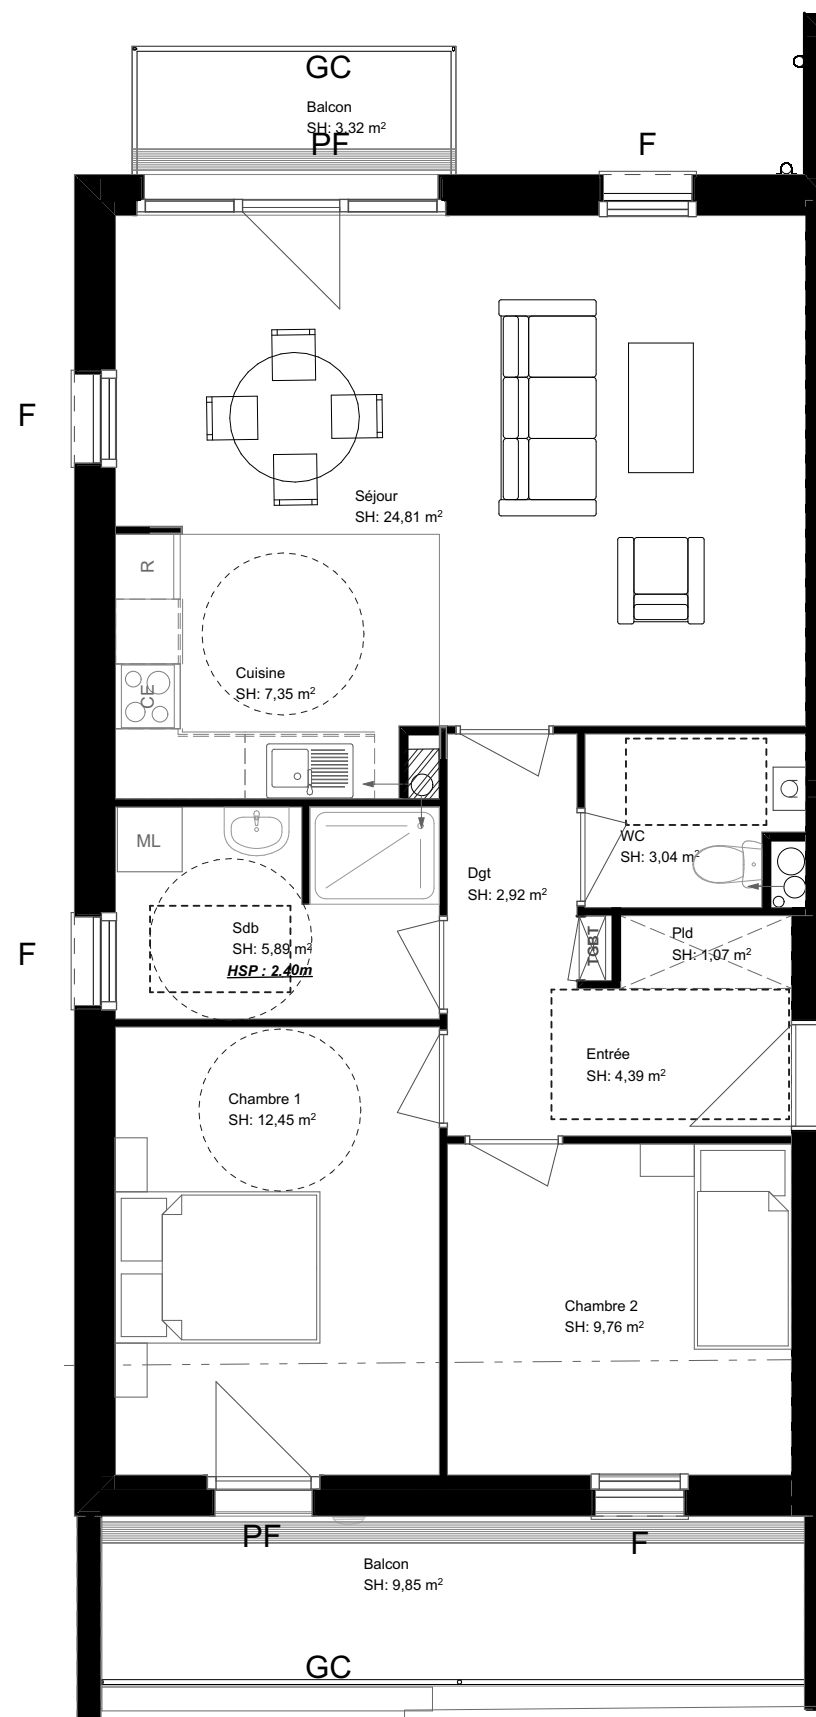 GC
Balcon
SH: 3,32 m²
PF
F
F
Séjour
SH: 24,81 m²
R
Cuisine
SH: 7,35 m²
CE
WC
SH: 3,04 m²
ML
Dgt
SH: 2,92 m²
Sdb
SH: 5,89 m²
HSP : 2.40m
F
TGBT
Pld
SH: 1,07 m²
Entrée
SH: 4,39 m²
Chambre 1
SH: 12,45 m²
Chambre 2
SH: 9,76 m²
PF
F
Balcon
SH: 9,85 m²
GC